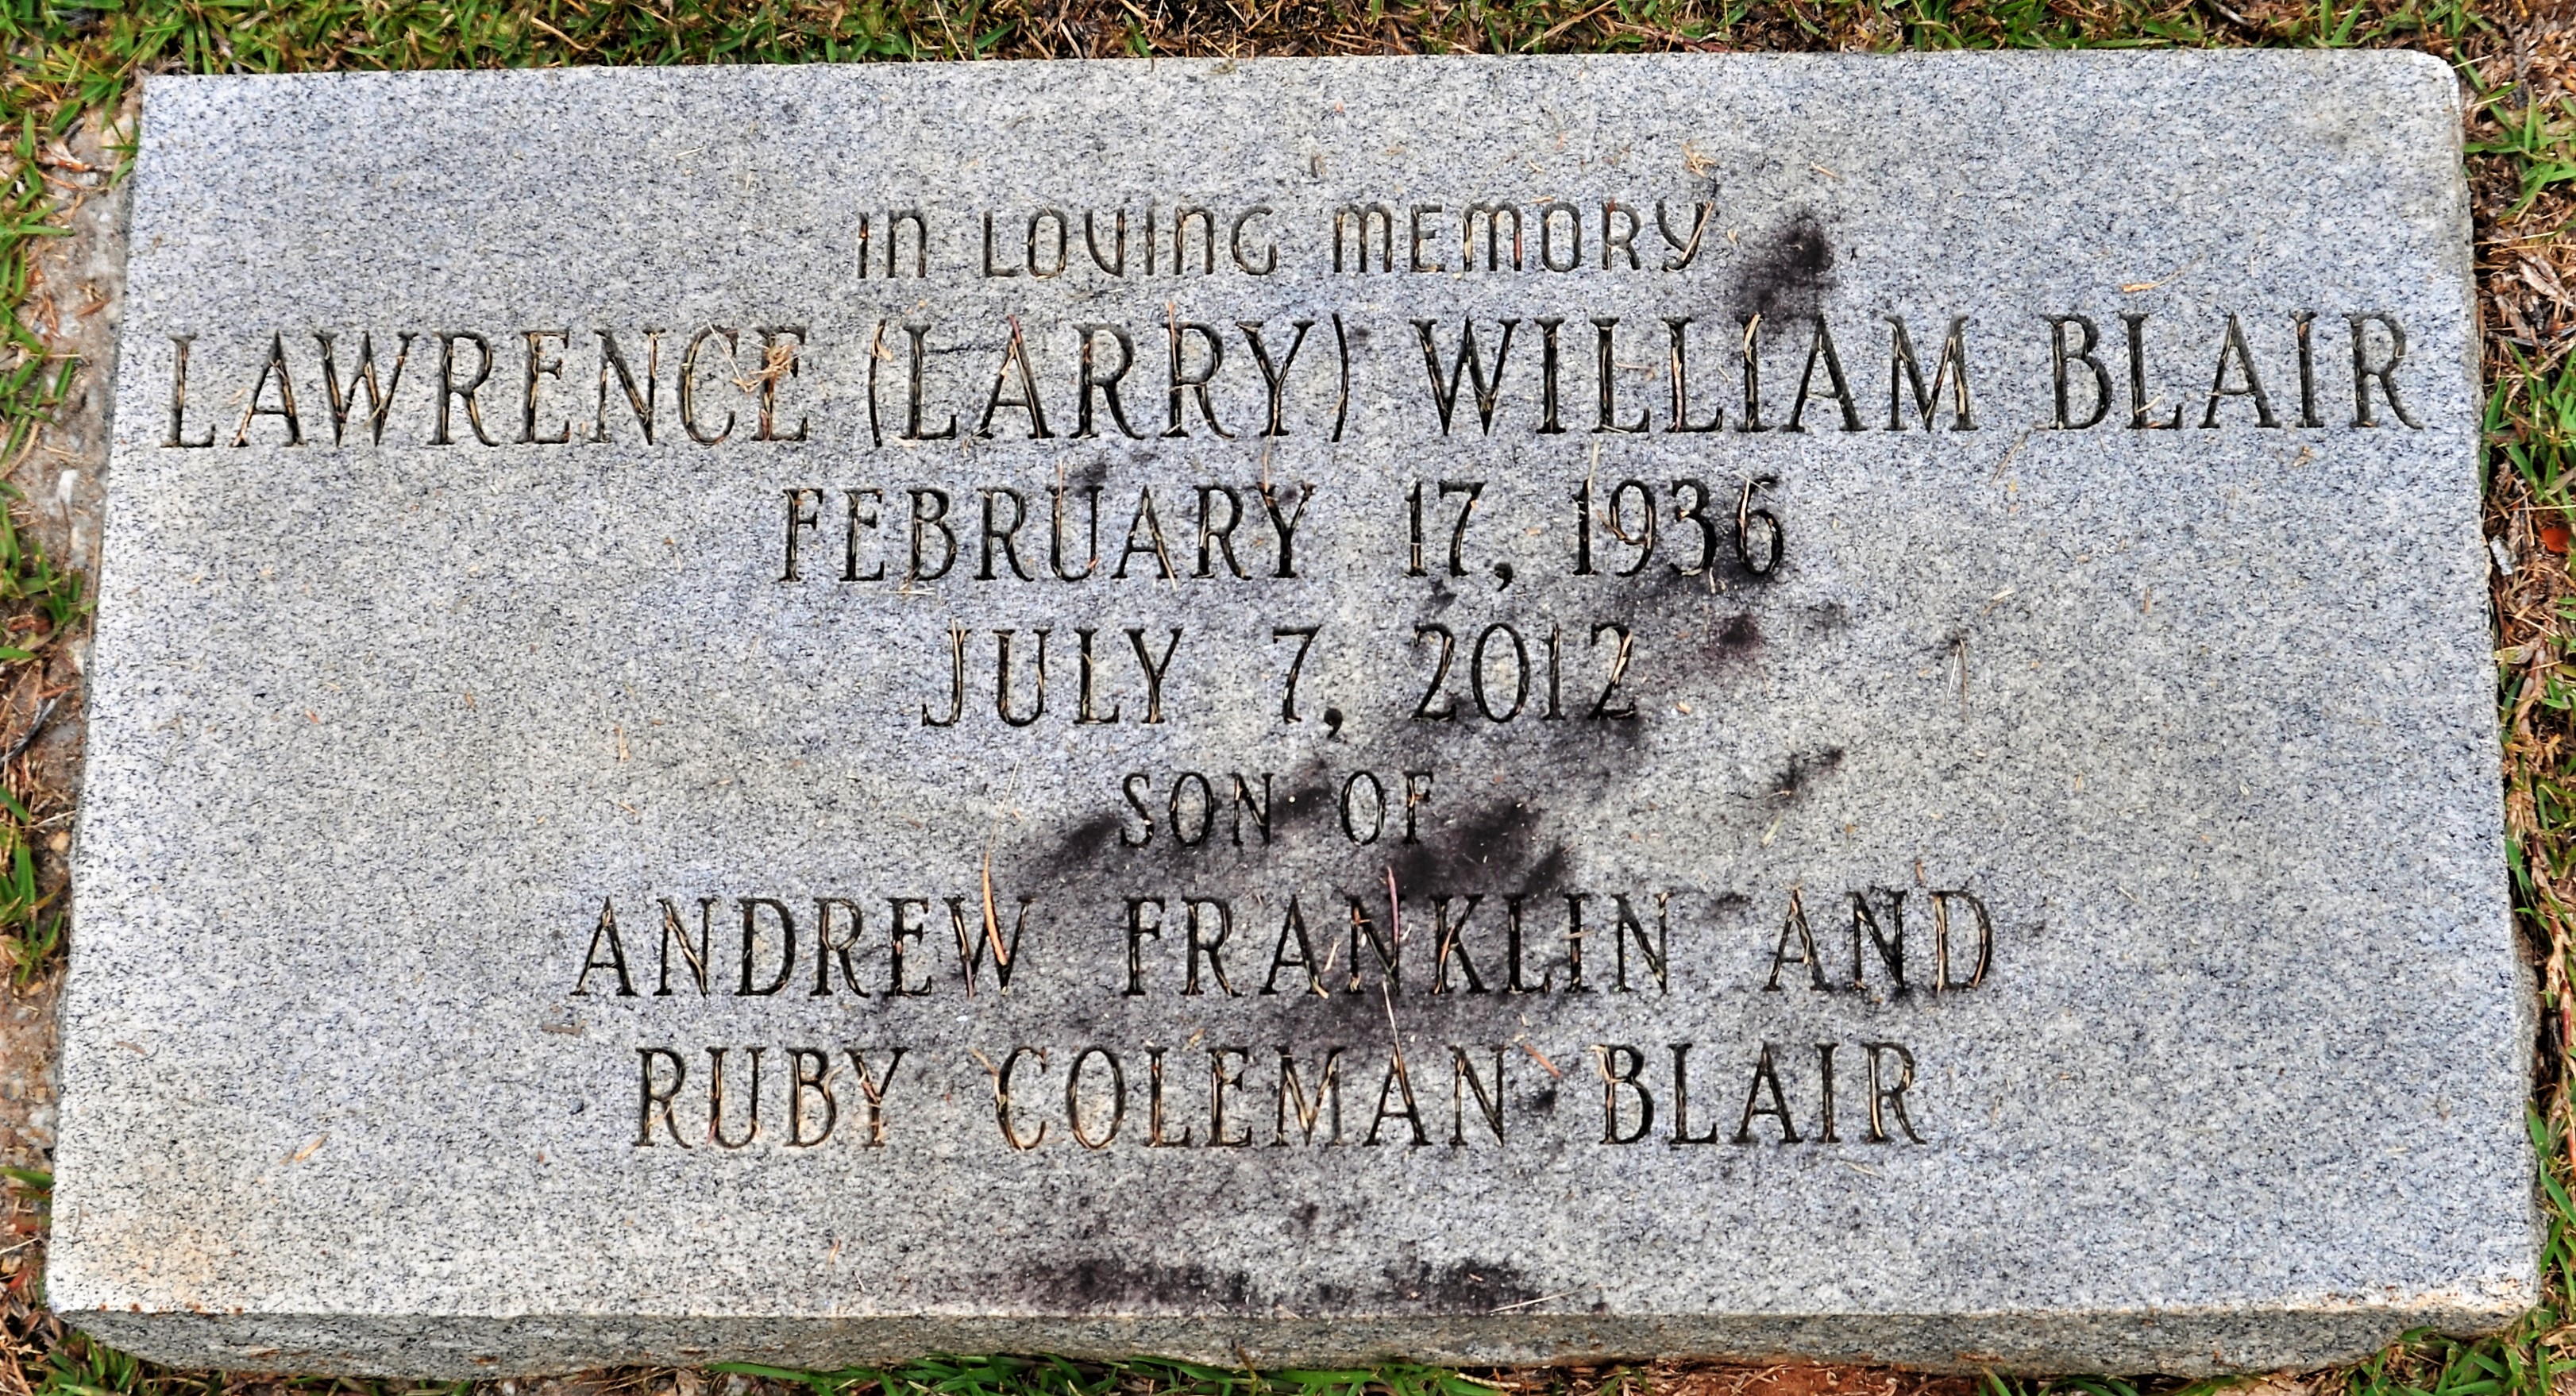 IN LOVING MEMORY
LAWRENCE (LARRY) WILLIAM BLAIR
FEBRUARY 17, 1936
JULY 7, 2012
SON OF
ANDREW FRANKLIN AND
RUBY COLEMAN BLAIR